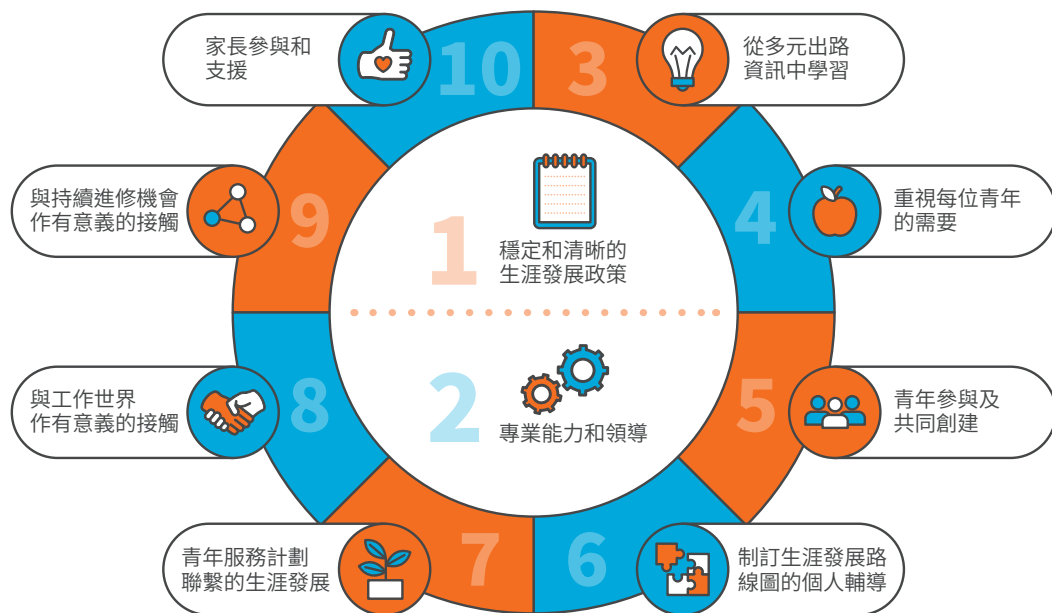 1
穩定和清晰的
生涯發展政策
2
專業能力和領導
3
從多元出路
資訊中學習
4
重視每位青年
的需要
5
青年參與及
共同創建
6
制訂生涯發展路
線圖的個人輔導
7
青年服務計劃
聯繫的生涯發展
8
與工作世界
作有意義的接觸
9
與持續進修機會
作有意義的接觸
10
家長參與和
支援